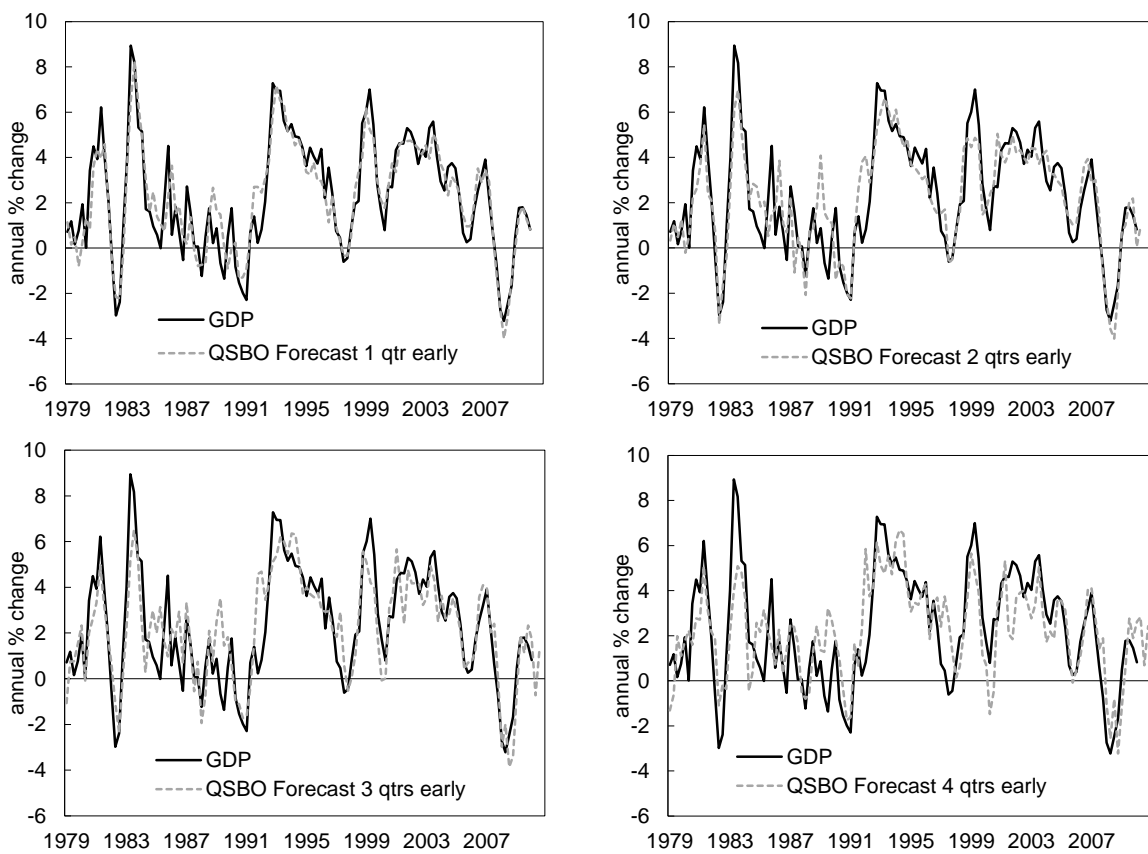 10
8
6
4
2
0
-2
-4
-6
annual % change
GDP
QSBO Forecast 1 qtr early
1979 1983 1987 1991 1995 1999 2003 2007
10
8
6
4
2
0
-2
-4
-6
annual % change
GDP
QSBO Forecast 2 qtrs early
1979 1983 1987 1991 1995 1999 2003 2007
10
8
6
4
2
0
-2
-4
-6
annual % change
GDP
QSBO Forecast 3 qtrs early
1979 1983 1987 1991 1995 1999 2003 2007
10
8
6
4
2
0
-2
-4
-6
annual % change
GDP
QSBO Forecast 4 qtrs early
1979 1983 1987 1991 1995 1999 2003 2007